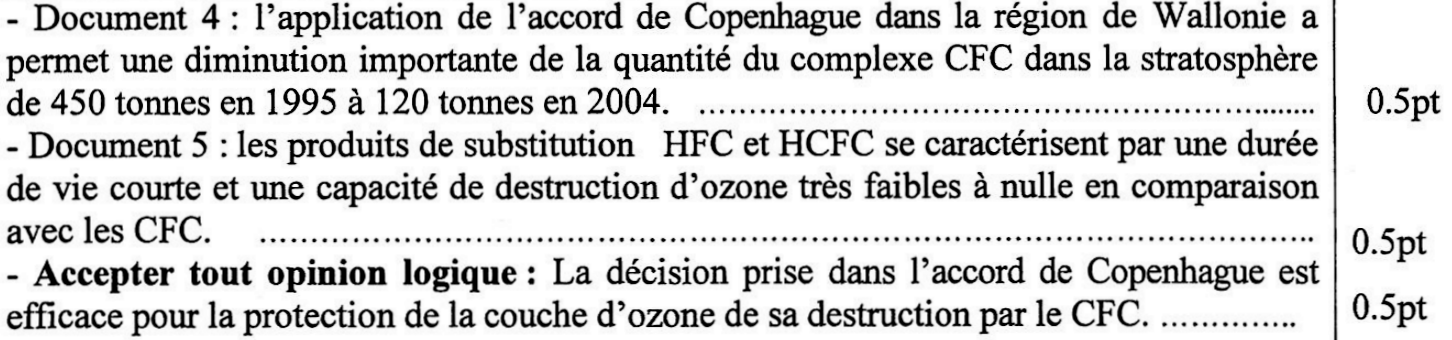 - Document 4 : l'application de l'accord de Copenhague dans la région de Wallonie a
permet une diminution importante de la quantité du complexe CFC dans la stratosphère
de 450 tonnes en 1995 à 120 tonnes en 2004. ........................................................... 0.5pt
- Document 5 : les produits de substitution HFC et HCFC se caractérisent par une durée
de vie courte et une capacité de destruction d'ozone très faibles à nulle en comparaison
avec les CFC. ..................................................................................................... 0.5pt
- Accepter tout opinion logique : La décision prise dans l'accord de Copenhague est
efficace pour la protection de la couche d'ozone de sa destruction par le CFC. .............. 0.5pt